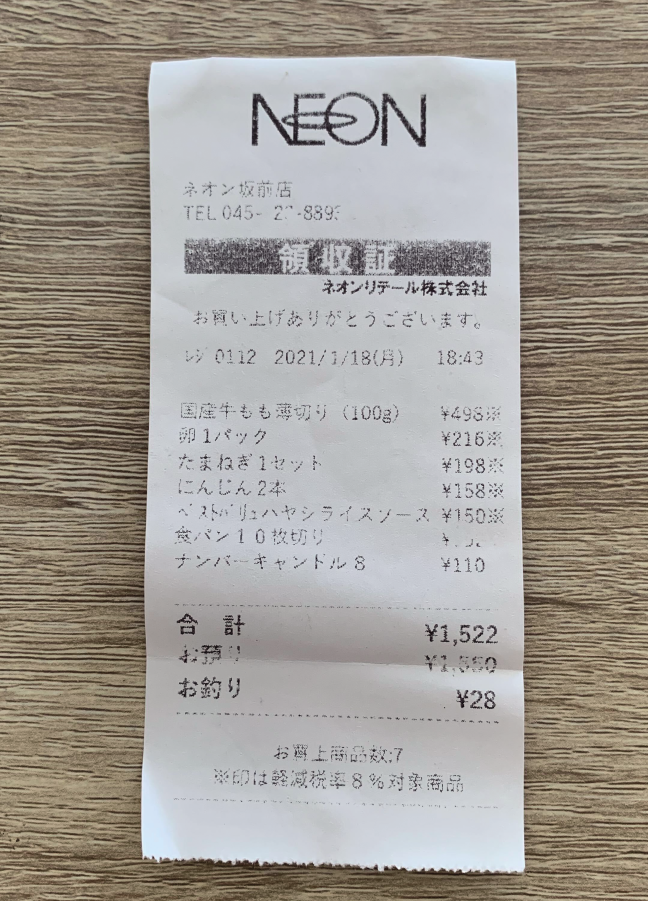 NEON
ネオン坂前店
TEL 045-
領収証
ネオンリテール株式会社
お買い上げありがとうございます。
レジ 0112 2021/1/18(月) 18:43
国産牛もも薄切り (100g) ¥498※
卵1パック ¥216※
たまねぎ1セット ¥198※
にんじん2本 ¥158※
ベストバリュハヤシライスソース ¥150※
食パン10枚切り
ナンバーキャンドル8 ¥110
合 計 ¥1,522
お預り
お釣り ¥28
お買上商品数:7
※印は軽減税率8%対象商品